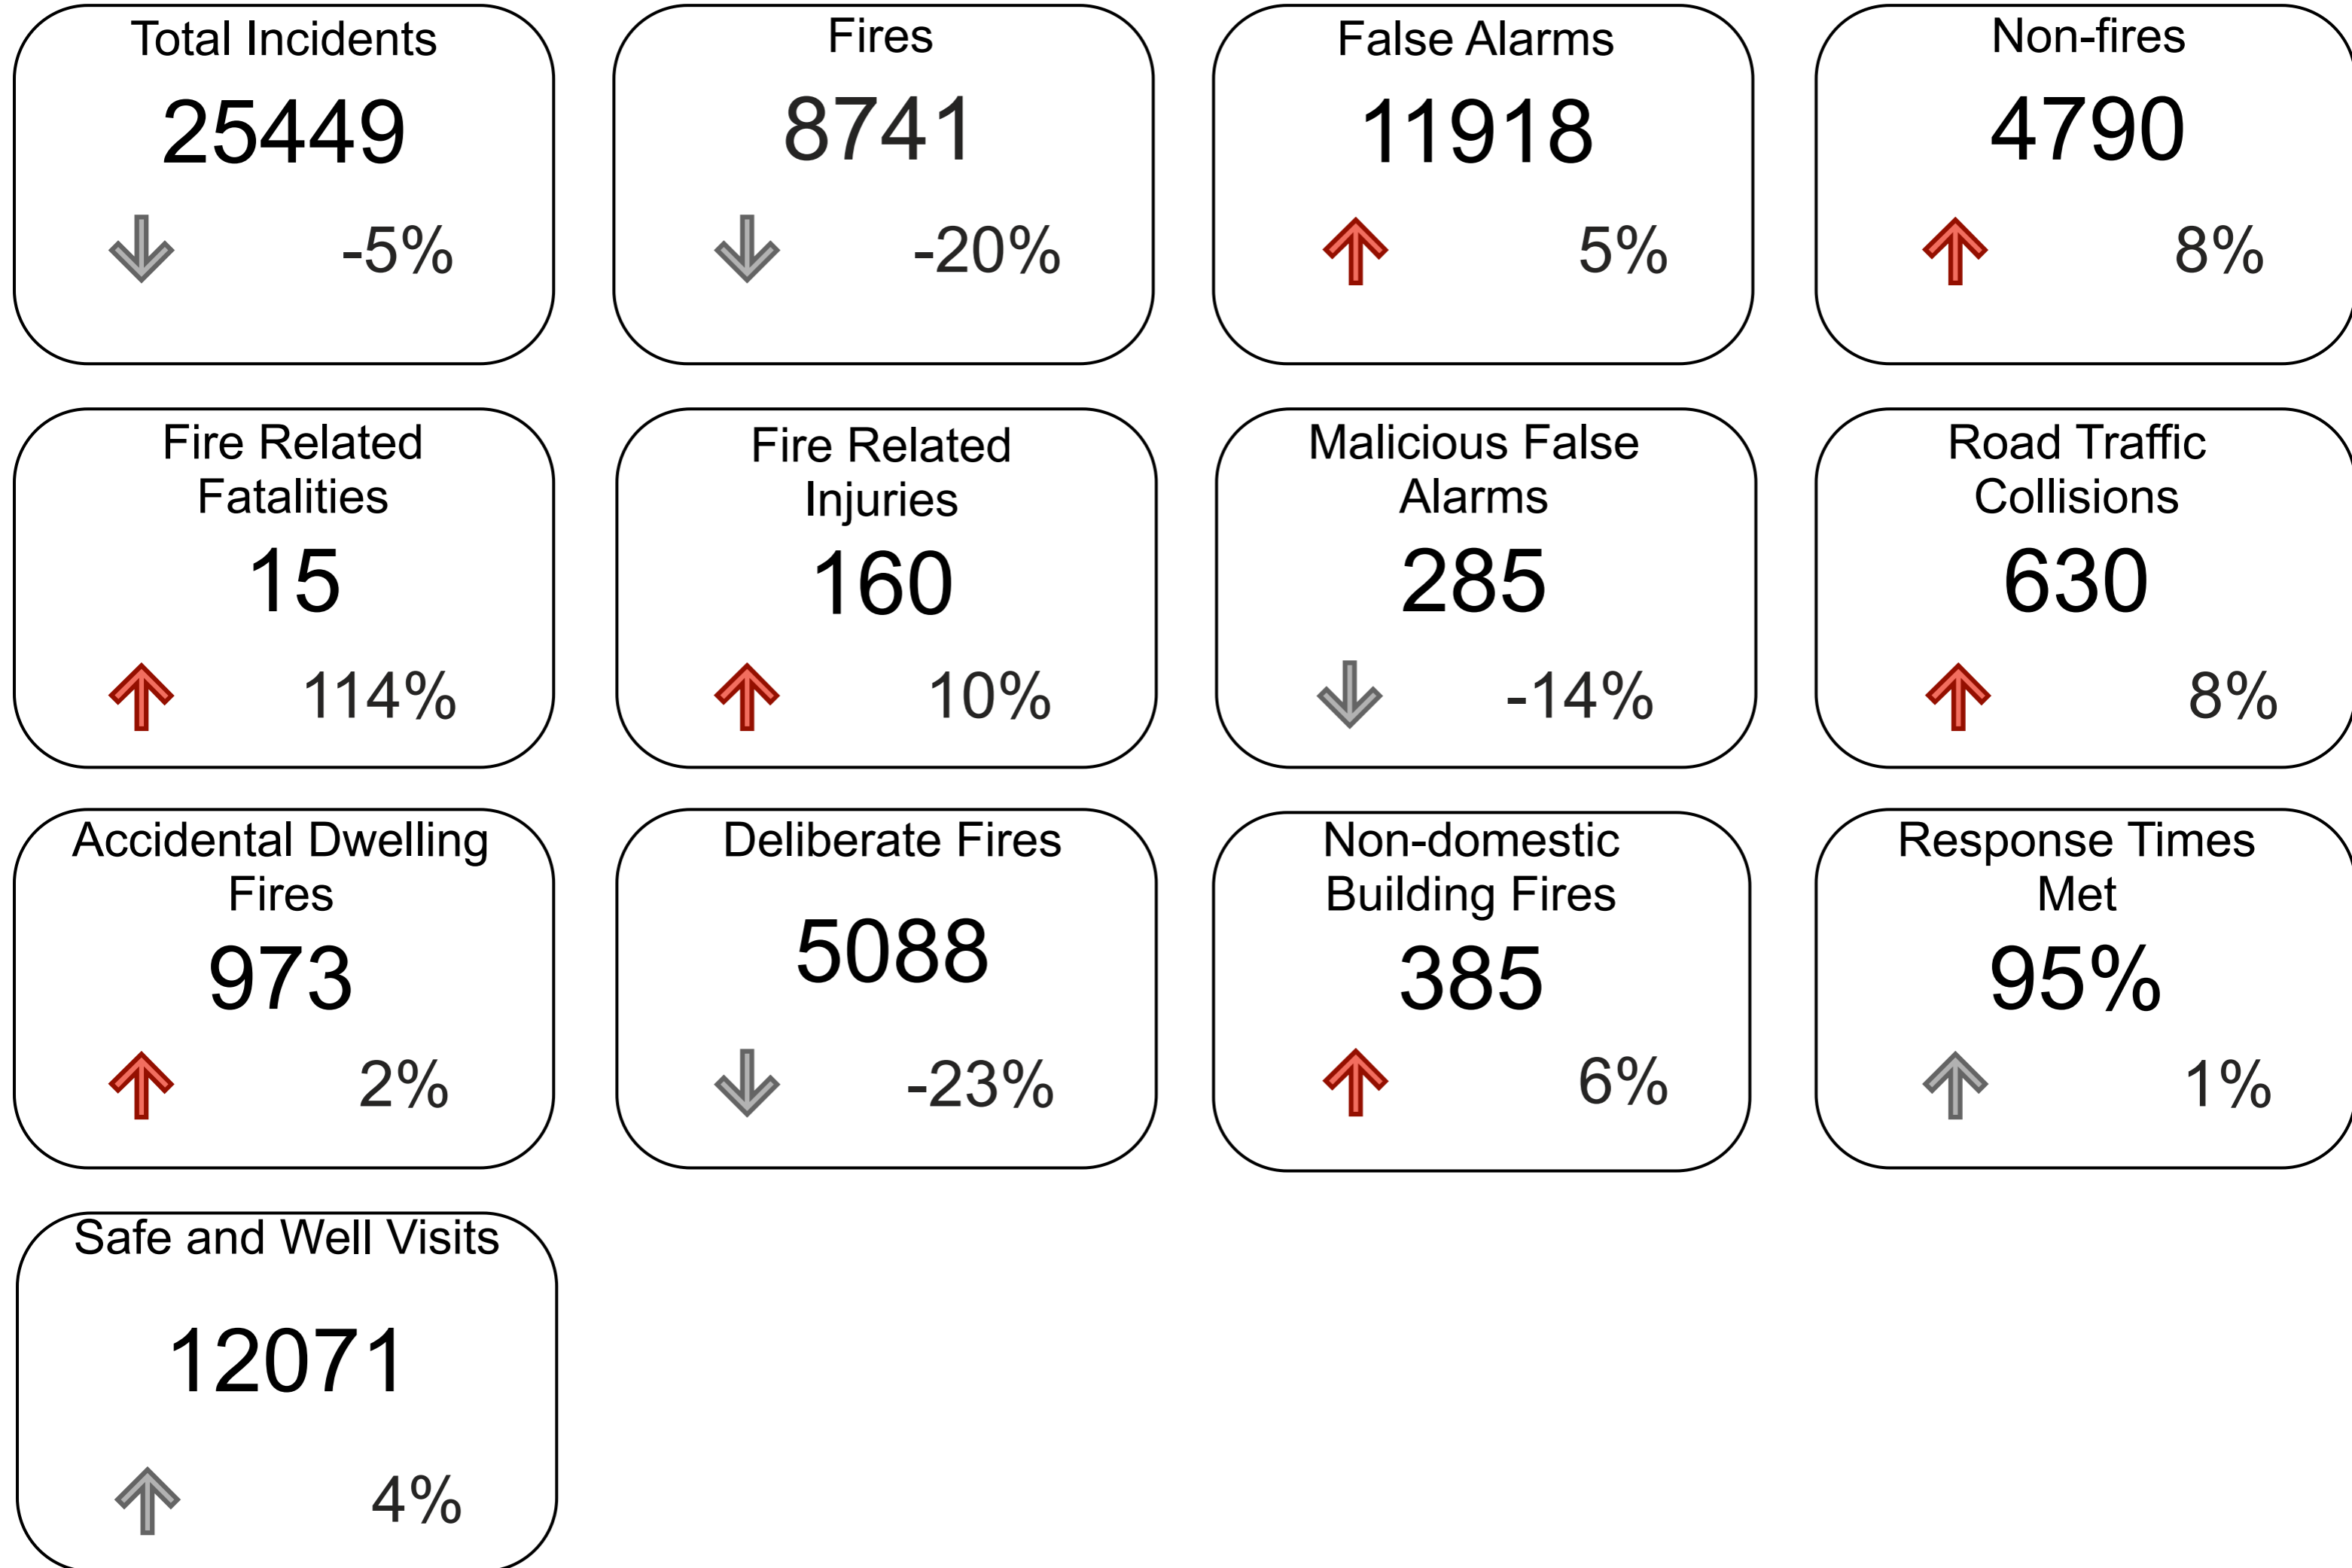 Total Incidents
25449
-5%
Fires
8741
-20%
False Alarms
11918
5%
Non-fires
4790
8%
Fire Related
Fatalities
15
114%
Fire Related
Injuries
160
10%
Malicious False
Alarms
285
-14%
Road Traffic
Collisions
630
8%
Accidental Dwelling
Fires
973
2%
Deliberate Fires
5088
-23%
Non-domestic
Building Fires
385
6%
Response Times
Met
95%
1%
Safe and Well Visits
12071
4%